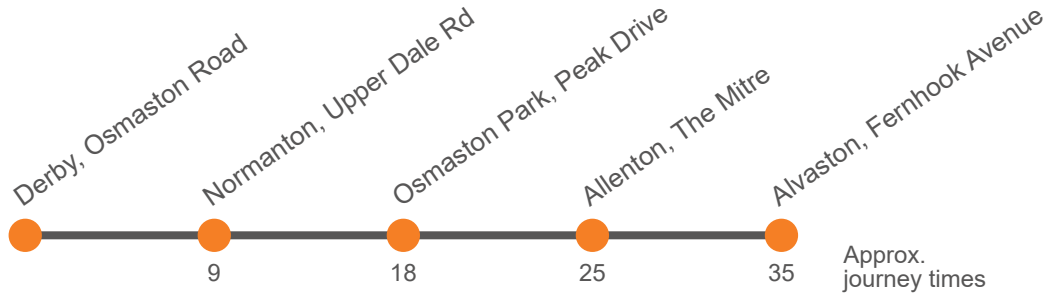 Derby, Osmaston Road
Normanton, Upper Dale Rd
Osmaston Park, Peak Drive
Allenton, The Mitre
Alvaston, Fernhook Avenue
9
18
25
35
Approx.
journey times